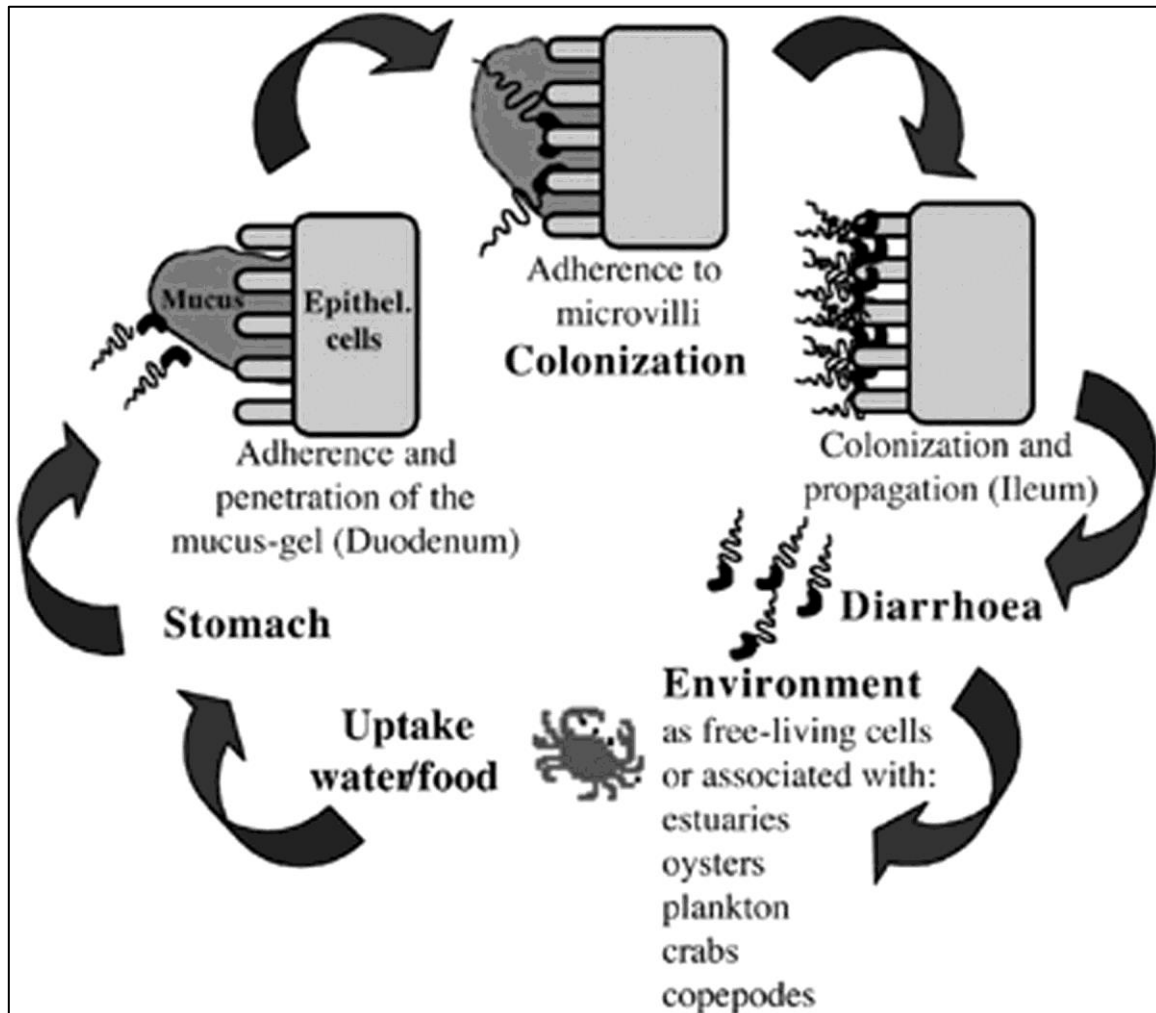 Adherence to
microvilli
Colonization
Mucus
Epithel.
cells
Adherence and
penetration of the
mucus-gel (Duodenum)
Colonization and
propagation (Ileum)
Diarrhoea
Stomach
Environment
as free-living cells
or associated with:
estuaries
oysters
plankton
crabs
copepodes
Uptake
water/food